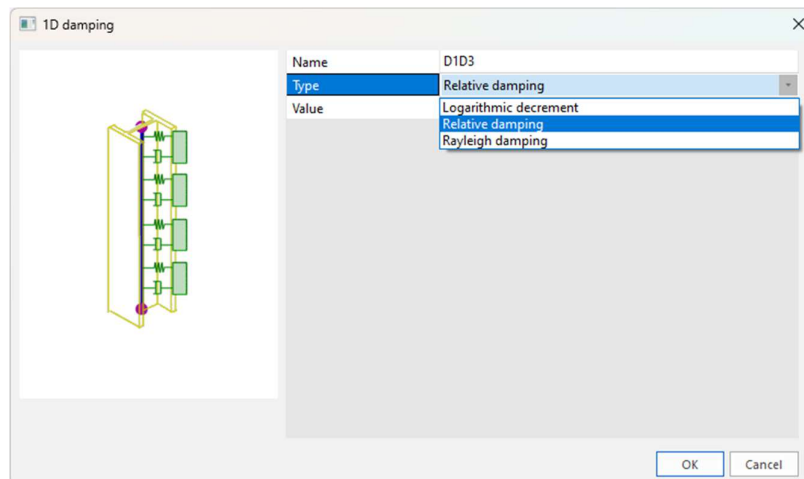 1D damping
Name D1D3
Type Relative damping
Value
Logarithmic decrement
Relative damping
Rayleigh damping
OK Cancel